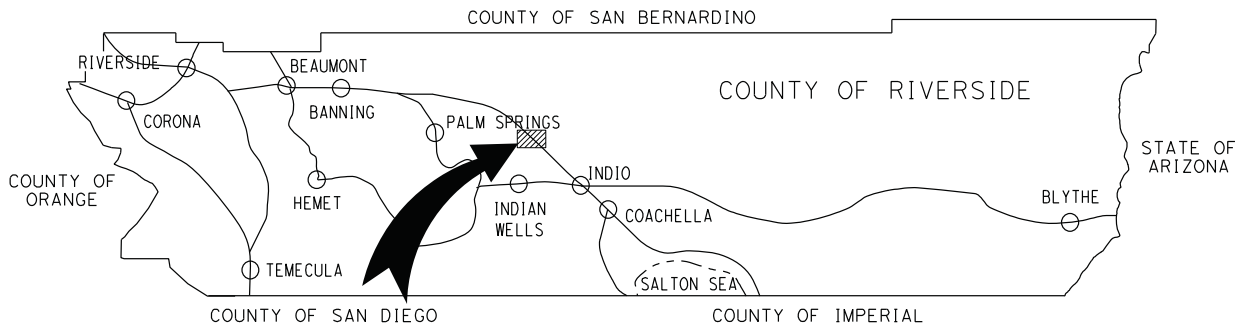 COUNTY OF SAN BERNARDINO
RIVERSIDE
BEAUMONT
COUNTY OF RIVERSIDE
BANNING
CORONA
PALM SPRINGS
STATE OF
ARIZONA
COUNTY OF
ORANGE
HEMET
INDIO
INDIAN
WELLS
COACHELLA
BLYTHE
TEMECULA
SALTON SEA
COUNTY OF SAN DIEGO
COUNTY OF IMPERIAL